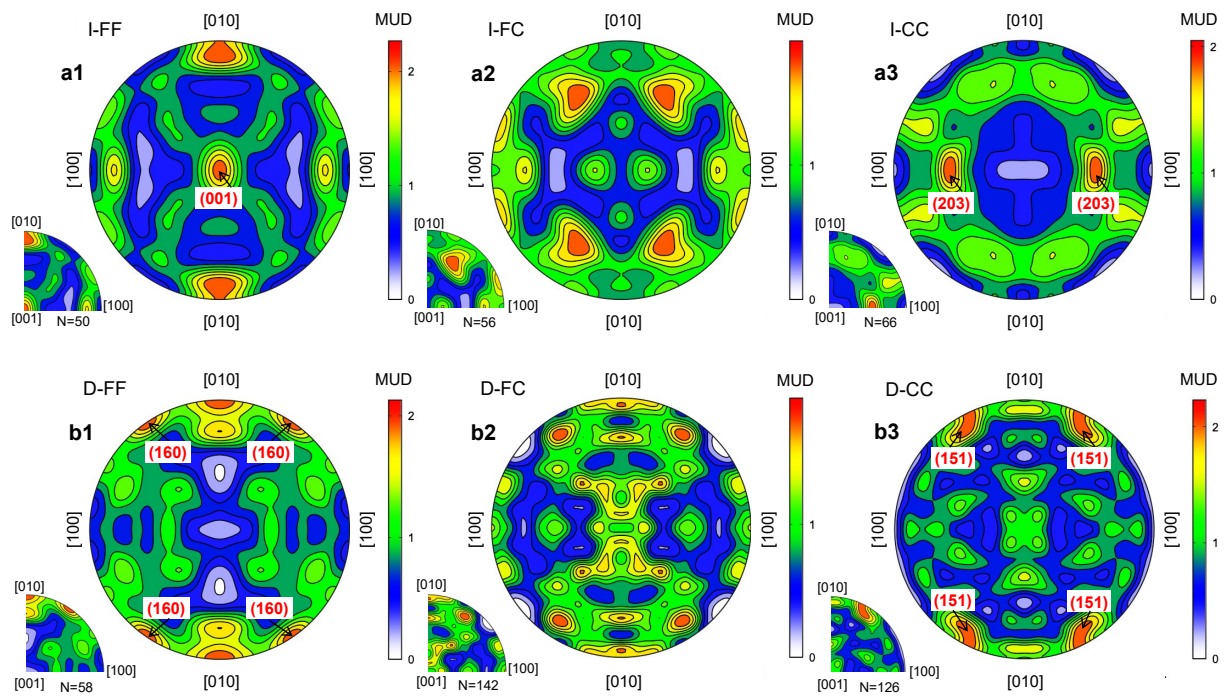 I-FF
[010]
MUD
a1
2
1
0
[100]
[100]
(001)
[010]
[010]
[001]
[100]
N=50
I-FC
[010]
MUD
a2
1
0
[100]
[100]
[010]
[010]
[001]
[100]
N=56
I-CC
[010]
MUD
a3
2
1
0
[100]
[100]
(203)
(203)
[010]
[010]
[001]
[100]
N=66
D-FF
[010]
MUD
b1
2
1
0
(160)
(160)
[100]
[100]
(160)
(160)
[010]
[010]
[001]
[100]
N=58
D-FC
[010]
MUD
b2
1
0
[100]
[100]
[010]
[010]
[001]
[100]
N=142
D-CC
[010]
MUD
b3
2
1
0
(151)
(151)
[100]
[100]
(151)
(151)
[010]
[010]
[001]
[100]
N=126